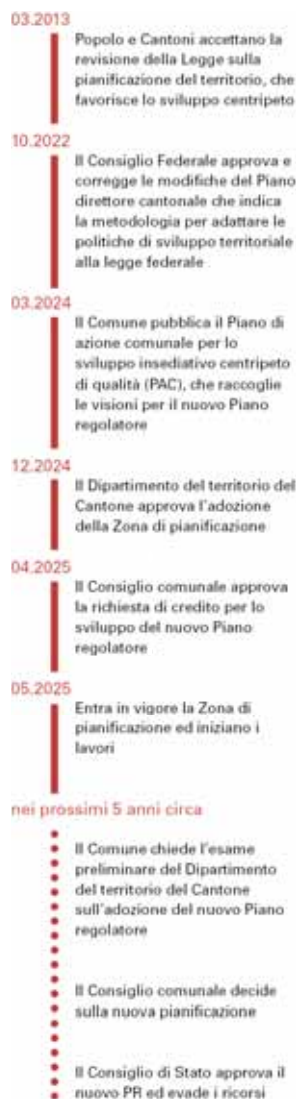 03.2013
Popolo e Cantoni accettano la
revisione della Legge sulla
pianificazione del territorio, che
favorisce lo sviluppo centripeto
10.2022
Il Consiglio Federale approva e
corregge le modifiche del Piano
direttore cantonale che indica
la metodologia per adattare le
politiche di sviluppo territoriale
alla legge federale
03.2024
Il Comune pubblica il Piano di
azione comunale per lo
sviluppo insediativo centripeto
di qualità (PAC), che raccoglie
le visioni per il nuovo Piano
regolatore
12.2024
Il Dipartimento del territorio del
Cantone approva l'adozione
della Zona di pianificazione
04.2025
Il Consiglio comunale approva
la richiesta di credito per lo
sviluppo del nuovo Piano
regolatore
05.2025
Entra in vigore la Zona di
pianificazione ed iniziano i
lavori
nei prossimi 5 anni circa
Il Comune chiede l'esame
preliminare del Dipartimento
del territorio del Cantone
sull'adozione del nuovo Piano
regolatore
Il Consiglio comunale decide
sulla nuova pianificazione
Il Consiglio di Stato approva il
nuovo PR ed evade i ricorsi